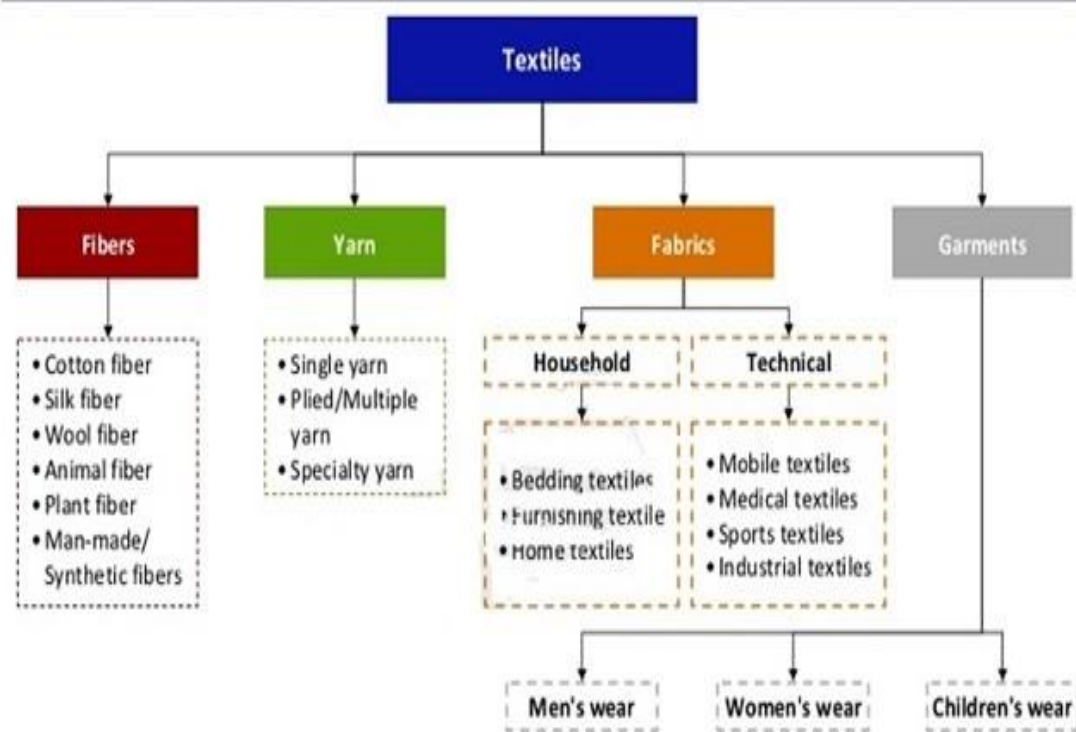 Textiles
Fibers
Yarn
Fabrics
Garments
• Cotton fiber
• Silk fiber
• Wool fiber
• Animal fiber
• Plant fiber
• Man-made/
Synthetic fibers
• Single yarn
• Plied/Multiple
yarn
• Specialty yarn
Household
Technical
• Bedding textiles
• Furnishing textile
• Home textiles
• Mobile textiles
• Medical textiles
• Sports textiles
• Industrial textiles
Men's wear
Women's wear
Children's wear